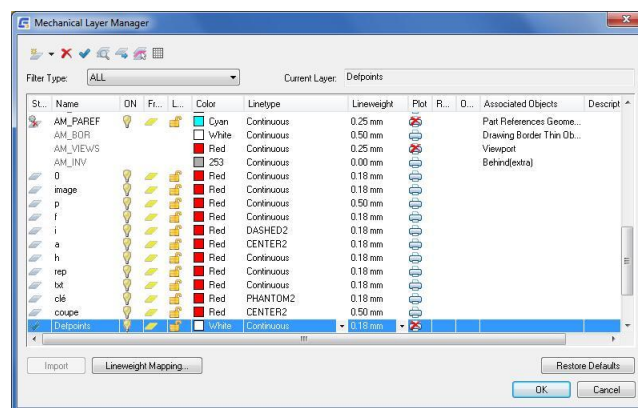 Mechanical Layer Manager
Filter Type: ALL Current Layer: Defpoints
St... Name ON Fr... L... Color Linetype Lineweight Plot R... O... Associated Objects Descript
AM_PAREF Cyan Continuous 0.25 mm Part References Geome...
AM_BOR White Continuous 0.50 mm Drawing Border Thin Ob...
AM_VIEWS Red Continuous 0.25 mm Viewport
AM_INV 253 Continuous 0.00 mm Behind(extra)
0 Red Continuous 0.18 mm
image Red Continuous 0.18 mm
p Red Continuous 0.50 mm
f Red Continuous 0.18 mm
i Red DASHED2 0.18 mm
a Red CENTER2 0.18 mm
h Red Continuous 0.18 mm
rep Red Continuous 0.18 mm
txt Red Continuous 0.18 mm
clé Red PHANTOM2 0.18 mm
coupe Red CENTER2 0.50 mm
Defpoints White Continuous 0.18 mm
Import Lineweight Mapping... Restore Defaults
OK Cancel